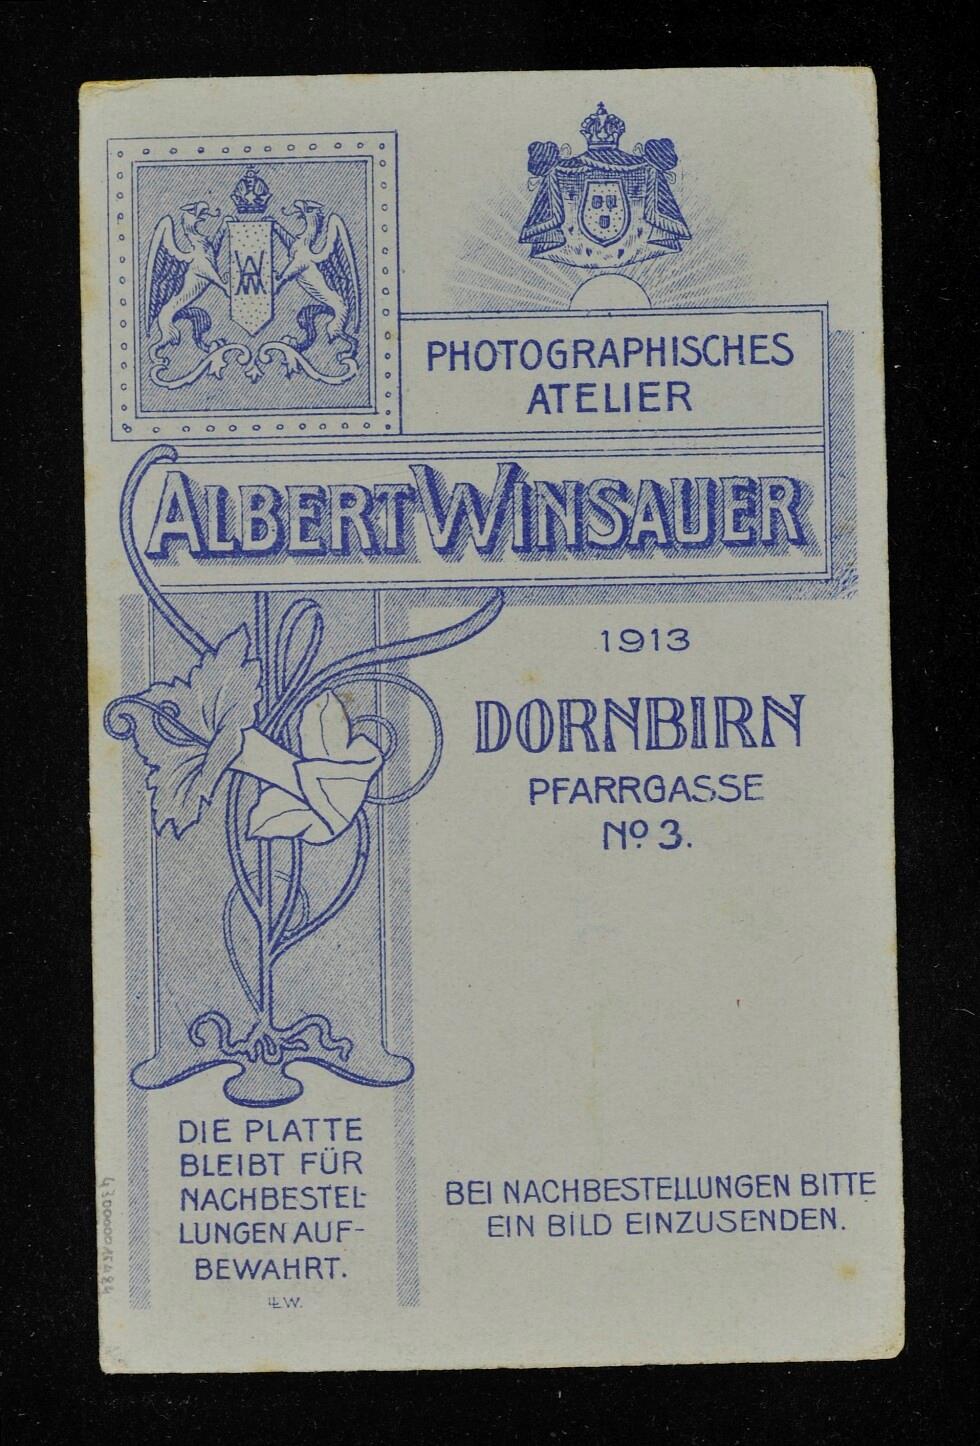 AW
PHOTOGRAPHISCHES
ATELIER
ALBERT WINSAUER
1913
DORNBIRN
PFARRGASSE
Nº 3.
DIE PLATTE
BLEIBT FÜR
NACHBESTEL-
LUNGEN AUF-
BEWAHRT.
BEI NACHBESTELLUNGEN BITTE
EIN BILD EINZUSENDEN.